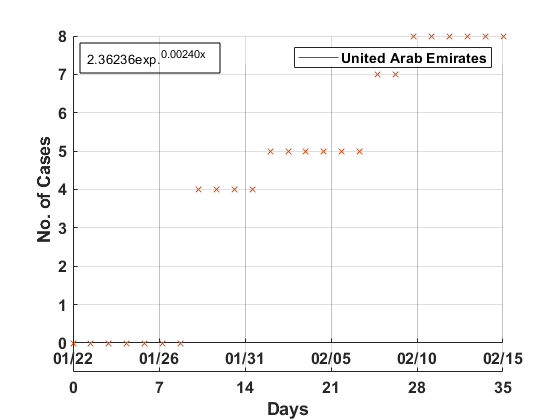 8
2.36236exp.^0.00240x
United Arab Emirates
7
6
5
4
3
2
1
0
No. of Cases
01/22 01/26 01/31 02/05 02/10 02/15
0 7 14 21 28 35
Days